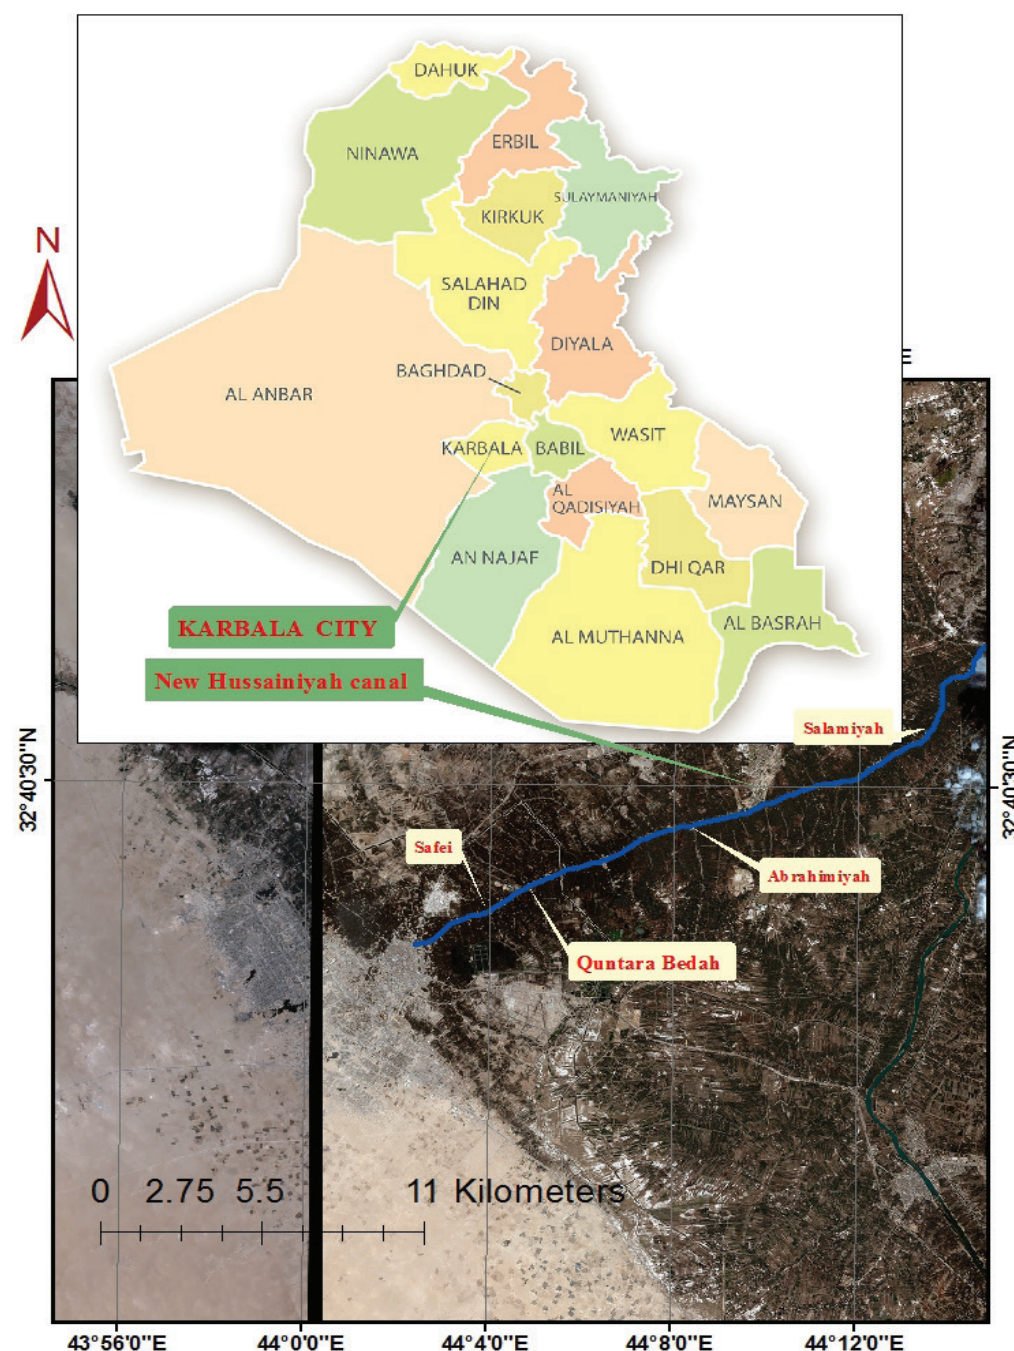 DAHUK
NINAWA
ERBIL
SULAYMANIYAH
KIRKUK
N
SALAHAD
DIN
DIYALA
BAGHDAD
E
AL ANBAR
WASIT
KARBALA
BABIL
AL
QADISIYAH
MAYSAN
AN NAJAF
DHI QAR
KARBALA CITY
AL MUTHANNA
AL BASRAH
New Hussainiyah canal
Salamiyah
32°40'30"N
32°40'30"N
Safei
Abrahimiyah
Quntara Bedah
0 2.75 5.5 11 Kilometers
43°56'0"E 44°0'0"E 44°4'0"E 44°8'0"E 44°12'0"E